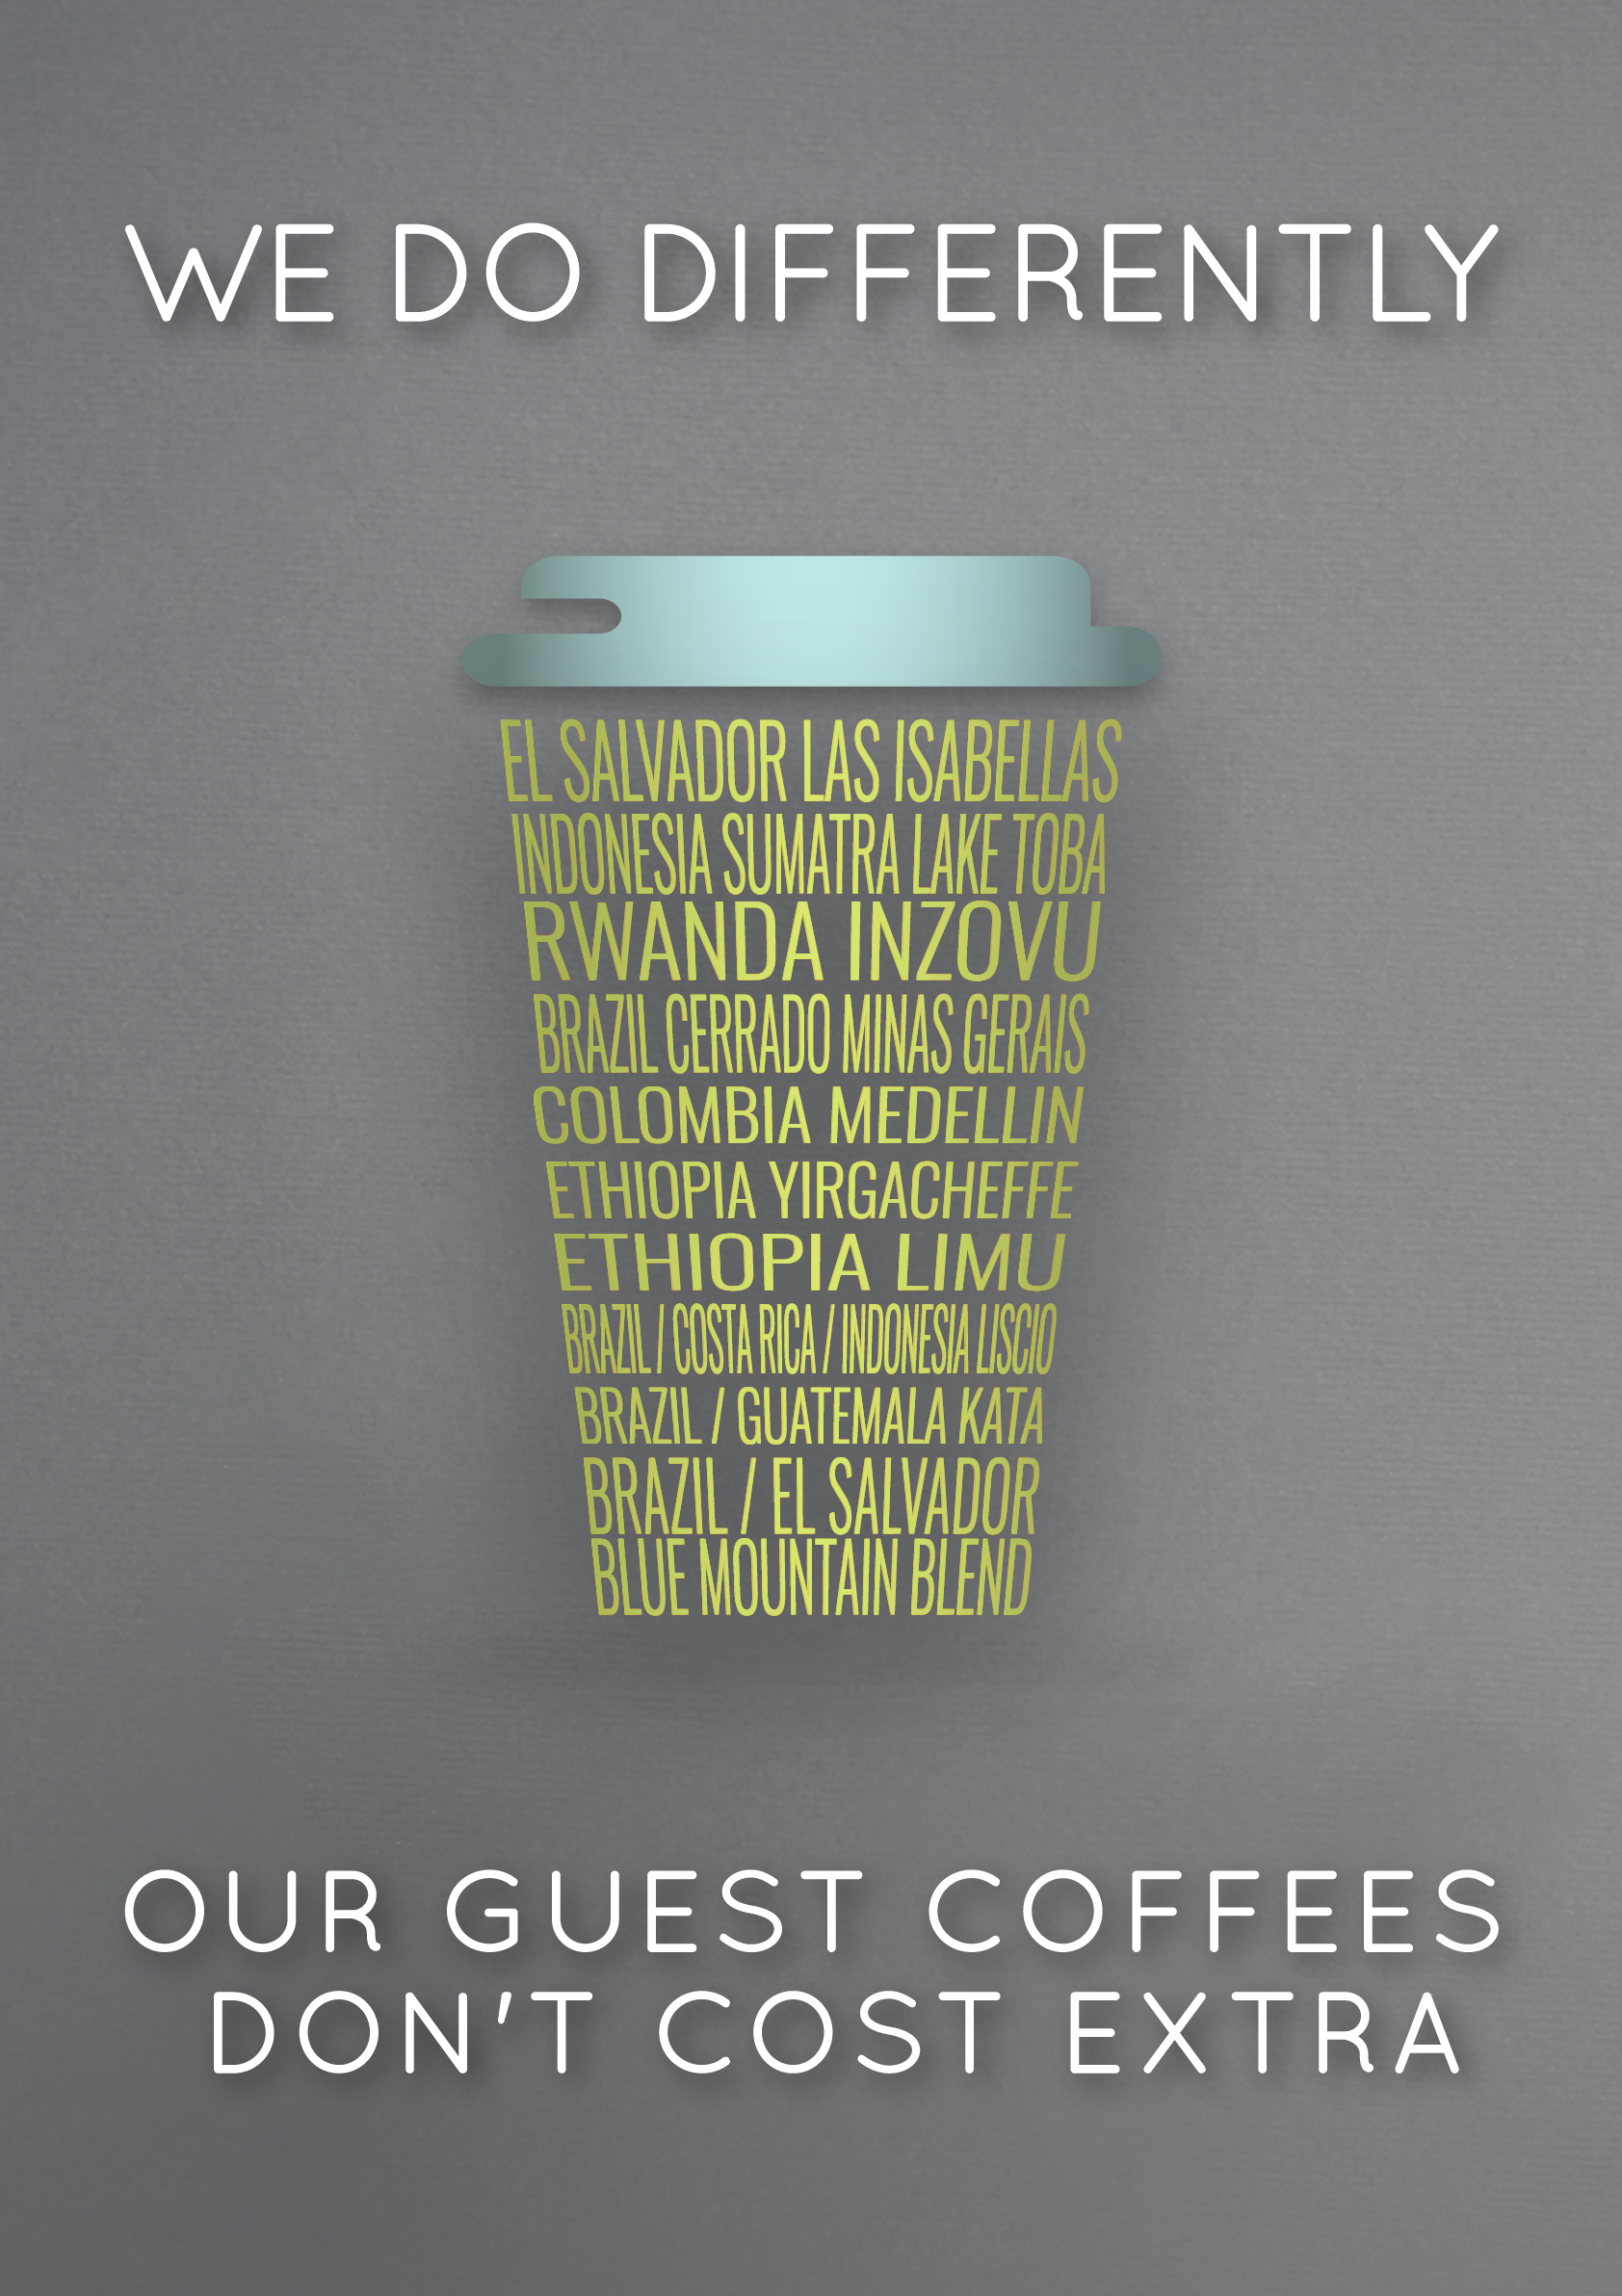 WE DO DIFFERENTLY
EL SALVADOR LAS ISABELLAS
INDONESIA SUMATRA LAKE TOBA
RWANDA INZOVU
BRAZIL CERRADO MINAS GERAIS
COLOMBIA MEDELLIN
ETHIOPIA YIRGACHEFFE
ETHIOPIA LIMU
BRAZIL / COSTA RICA / INDONESIA LISCIO
BRAZIL / GUATEMALA KATA
BRAZIL / EL SALVADOR
BLUE MOUNTAIN BLEND
OUR GUEST COFFEES
DON'T COST EXTRA